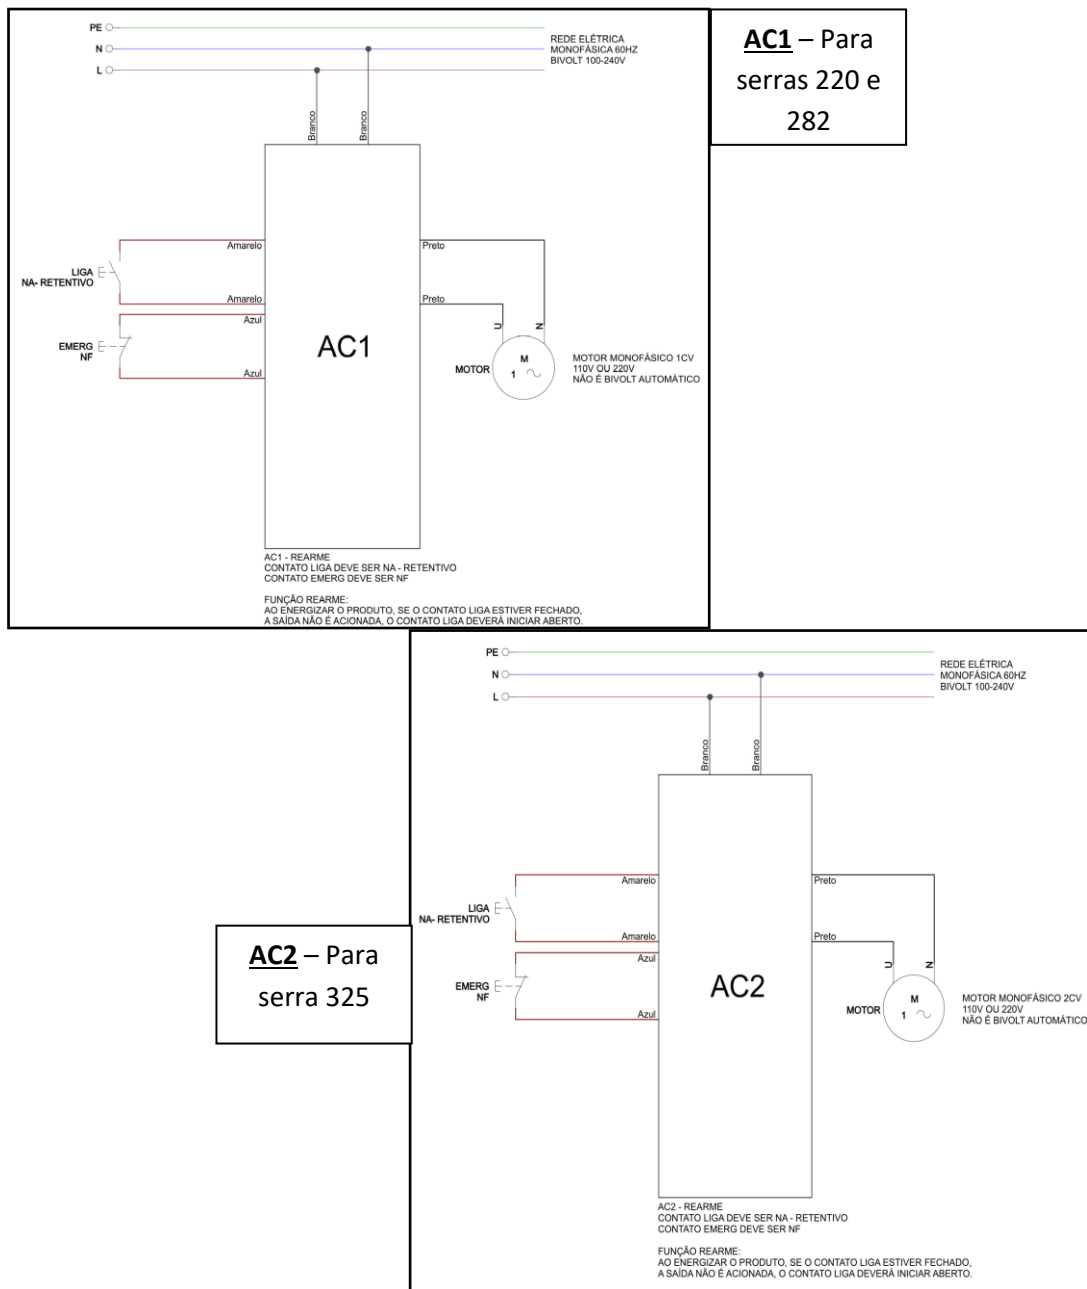 PE
N
L
REDE ELÉTRICA
MONOFÁSICA 60HZ
BIVOLT 100-240V
AC1 – Para
serras 220 e
282
Branco
Branco
Amarelo
LIGA
NA- RETENTIVO
Amarelo
Azul
EMERG
NF
Azul
AC1
Preto
Preto
U
N
MOTOR
M
1
MOTOR MONOFÁSICO 1CV
110V OU 220V
NÃO É BIVOLT AUTOMÁTICO
AC1 - REARME
CONTATO LIGA DEVE SER NA - RETENTIVO
CONTATO EMERG DEVE SER NF
FUNÇÃO REARME:
AO ENERGIZAR O PRODUTO, SE O CONTATO LIGA ESTIVER FECHADO,
A SAÍDA NÃO É ACIONADA, O CONTATO LIGA DEVERÁ INICIAR ABERTO.
PE
N
L
REDE ELÉTRICA
MONOFÁSICA 60HZ
BIVOLT 100-240V
Branco
Branco
Amarelo
LIGA
NA- RETENTIVO
Amarelo
Azul
EMERG
NF
Azul
AC2 – Para
serra 325
AC2
Preto
Preto
U
N
MOTOR
M
1
MOTOR MONOFÁSICO 2CV
110V OU 220V
NÃO É BIVOLT AUTOMÁTICO
AC2 - REARME
CONTATO LIGA DEVE SER NA - RETENTIVO
CONTATO EMERG DEVE SER NF
FUNÇÃO REARME:
AO ENERGIZAR O PRODUTO, SE O CONTATO LIGA ESTIVER FECHADO,
A SAÍDA NÃO É ACIONADA, O CONTATO LIGA DEVERÁ INICIAR ABERTO.